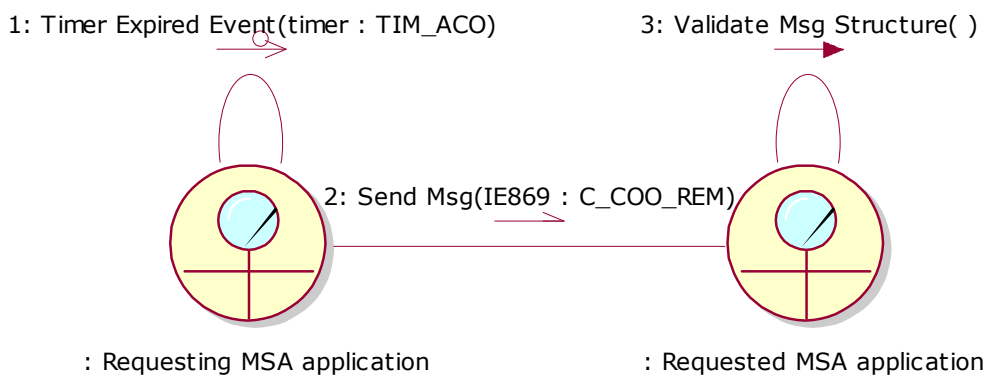 1: Timer Expired Event(timer : TIM_ACO)
3: Validate Msg Structure( )
2: Send Msg(IE869 : C_COO_REM)
: Requesting MSA application
: Requested MSA application